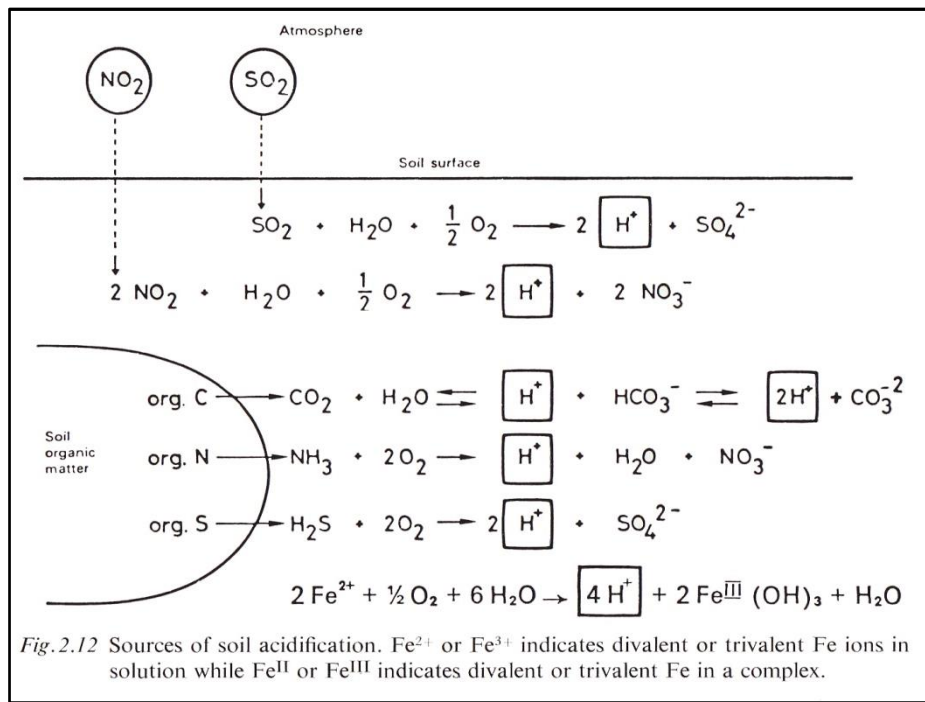 Atmosphere
NO₂ SO₂
Soil surface
SO₂ + H₂O + ½ O₂ ⟶ 2 H⁺ + SO₄²⁻
2 NO₂ + H₂O + ½ O₂ ⟶ 2 H⁺ + 2 NO₃⁻
org. C ⟶ CO₂ + H₂O ⇌ H⁺ + HCO₃⁻ ⇌ 2H⁺ + CO₃⁻²
Soil
organic
matter
org. N ⟶ NH₃ + 2O₂ ⟶ H⁺ + H₂O + NO₃⁻
org. S ⟶ H₂S + 2O₂ ⟶ 2 H⁺ + SO₄²⁻
2 Fe²⁺ + ½ O₂ + 6 H₂O → 4 H⁺ + 2 Feᴵᴵᴵ (OH)₃ + H₂O
Fig. 2.12 Sources of soil acidification. Fe²⁺ or Fe³⁺ indicates divalent or trivalent Fe ions in
solution while Feᴵᴵ or Feᴵᴵᴵ indicates divalent or trivalent Fe in a complex.